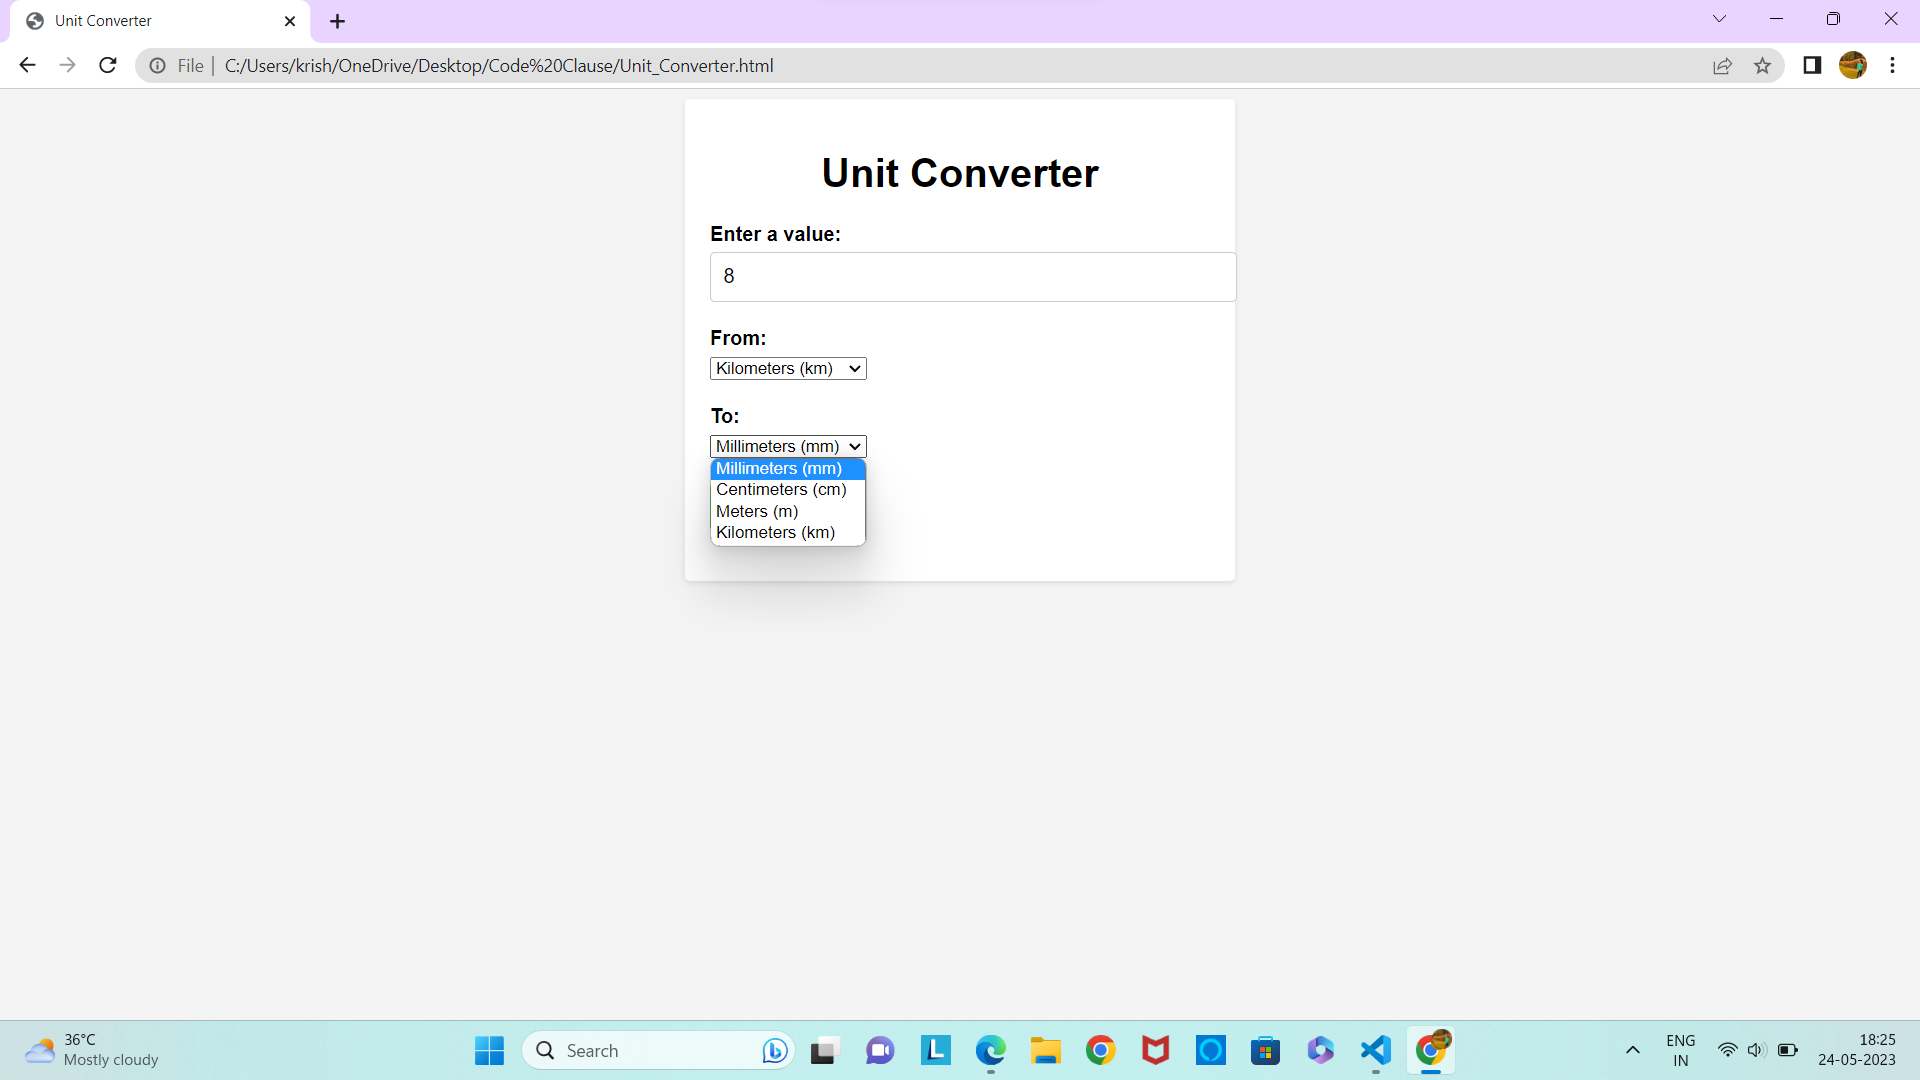 Unit Converter
File
C:/Users/krish/OneDrive/Desktop/Code%20Clause/Unit_Converter.html
Unit Converter
Enter a value:
8
From:
Kilometers (km)
To:
Millimeters (mm)
Millimeters (mm)
Centimeters (cm)
Meters (m)
Kilometers (km)
36°C
Mostly cloudy
Search
L
ENG
IN
18:25
24-05-2023